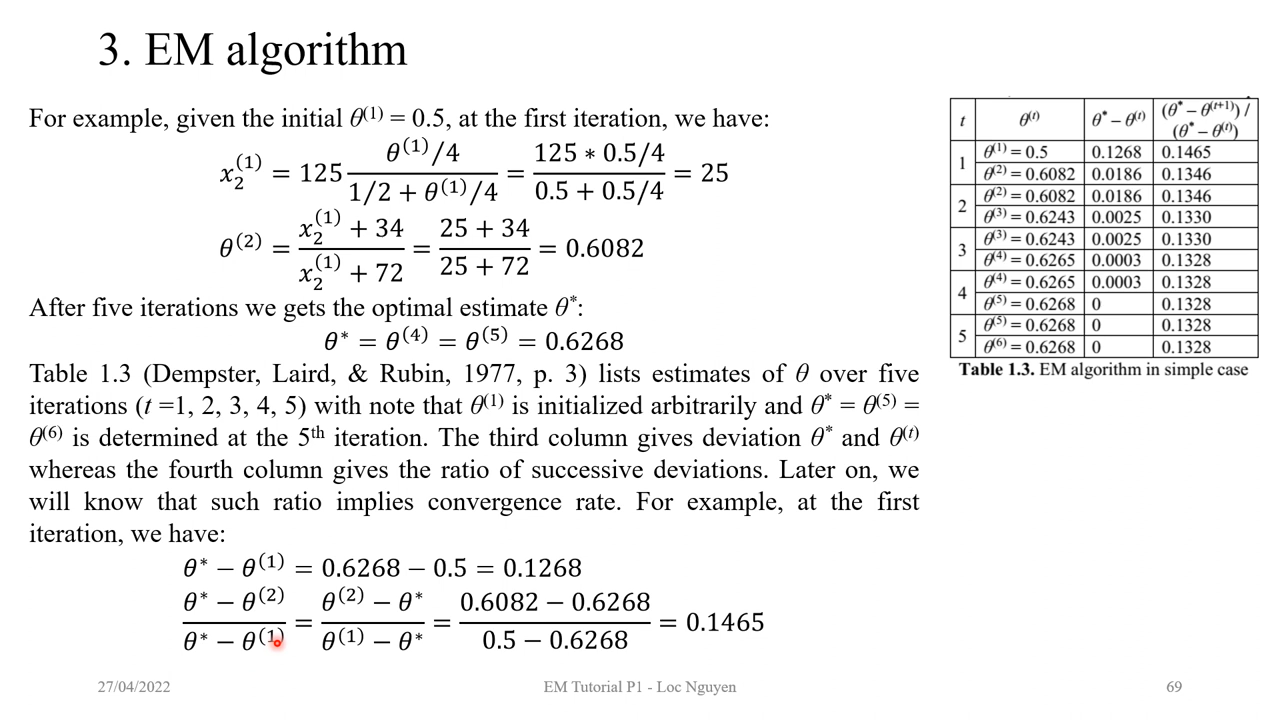 3. EM algorithm
For example, given the initial θ⁽¹⁾ = 0.5, at the first iteration, we have:
x₂⁽¹⁾ = 125 (θ⁽¹⁾/4)/(1/2 + θ⁽¹⁾/4) = (125 ∗ 0.5/4)/(0.5 + 0.5/4) = 25
θ⁽²⁾ = (x₂⁽¹⁾ + 34)/(x₂⁽¹⁾ + 72) = (25 + 34)/(25 + 72) = 0.6082
After five iterations we gets the optimal estimate θ*:
θ* = θ⁽⁴⁾ = θ⁽⁵⁾ = 0.6268
Table 1.3 (Dempster, Laird, & Rubin, 1977, p. 3) lists estimates of θ over five
iterations (t =1, 2, 3, 4, 5) with note that θ⁽¹⁾ is initialized arbitrarily and θ* = θ⁽⁵⁾ =
θ⁽⁶⁾ is determined at the 5th iteration. The third column gives deviation θ* and θ⁽ᵗ⁾
whereas the fourth column gives the ratio of successive deviations. Later on, we
will know that such ratio implies convergence rate. For example, at the first
iteration, we have:
θ* − θ⁽¹⁾ = 0.6268 − 0.5 = 0.1268
(θ* − θ⁽²⁾)/(θ* − θ⁽¹⁾) = (θ⁽²⁾ − θ*)/(θ⁽¹⁾ − θ*) = (0.6082 − 0.6268)/(0.5 − 0.6268) = 0.1465
t θ⁽ᵗ⁾ θ* − θ⁽ᵗ⁾ (θ* − θ⁽ᵗ⁺¹⁾) / (θ* − θ⁽ᵗ⁾)
1 θ⁽¹⁾ = 0.5 0.1268 0.1465
θ⁽²⁾ = 0.6082 0.0186 0.1346
2 θ⁽²⁾ = 0.6082 0.0186 0.1346
θ⁽³⁾ = 0.6243 0.0025 0.1330
3 θ⁽³⁾ = 0.6243 0.0025 0.1330
θ⁽⁴⁾ = 0.6265 0.0003 0.1328
4 θ⁽⁴⁾ = 0.6265 0.0003 0.1328
θ⁽⁵⁾ = 0.6268 0 0.1328
5 θ⁽⁵⁾ = 0.6268 0 0.1328
θ⁽⁶⁾ = 0.6268 0 0.1328
Table 1.3. EM algorithm in simple case
27/04/2022
EM Tutorial P1 - Loc Nguyen
69